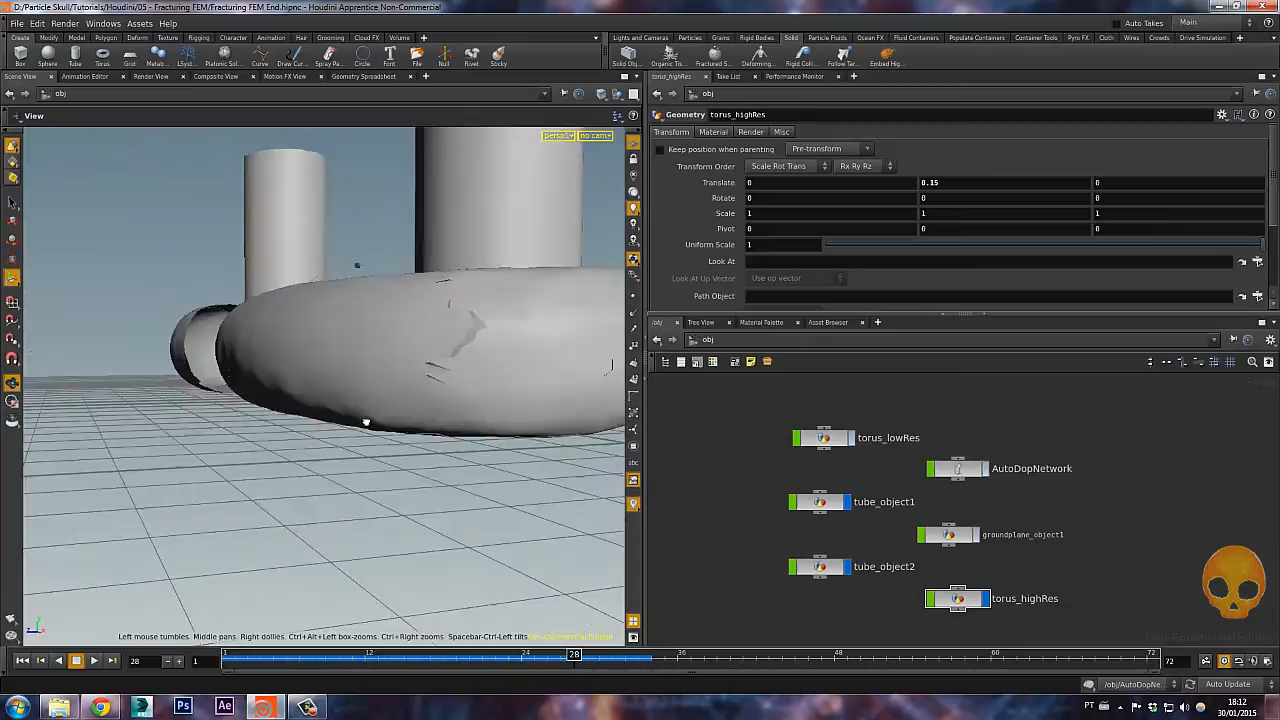 D:/Particle Skull/Tutorials/Houdini/05 - Fracturing FEM/Fracturing FEM End.hipnc - Houdini Apprentice Non-Commercial
File Edit Render Windows Assets Help
Auto Takes Main
Create Modify Model Polygon Deform Texture Rigging Character Animation Hair Grooming Cloud FX Volume
Lights and Cameras Particles Grains Rigid Bodies Solid Particle Fluids Ocean FX Fluid Containers Populate Containers Container Tools Pyro FX Cloth Wires Crowds Drive Simulation
Box Sphere Tube Torus Grid Metab... LSyst... Platonic Sol... Curve Draw Cur... Spray Pa... Circle Font File Null Rivet Sticky
Solid Obj... Organic Tis... Fractured S... Deforming... Rigid Coll... Follow Tar... Embed Hig...
Scene View Animation Editor Render View Composite View Motion FX View Geometry Spreadsheet
torus_highRes Take List Performance Monitor
obj
obj
View
Geometry torus_highRes
persp1 no cam
Transform Material Render Misc
Keep position when parenting Pre-transform
Transform Order Scale Rot Trans Rx Ry Rz
Translate 0 0.15 0
Rotate 0 0 0
Scale 1 1 1
Pivot 0 0 0
Uniform Scale 1
Look At
Look At Up Vector Use up vector
Path Object
/obj Tree View Material Palette Asset Browser
obj
torus_lowRes
AutoDopNetwork
tube_object1
groundplane_object1
tube_object2
torus_highRes
abc
Left mouse tumbles. Middle pans. Right dollies. Ctrl+Alt+Left box-zooms. Ctrl+Right zooms. Spacebar-Ctrl-Left tilts
Non-Commercial Edition
28 1 1 12 24 28 36 48 60 72 72
/obj/AutoDopNe... Auto Update
Ps Ae
PT 18:12
30/01/2015